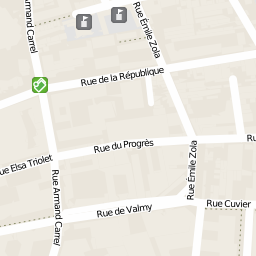 Armand Carrel
Rue Émile Zola
Rue de la République
Rue du Progrès
Rue Elsa Triolet
Rue Armand Carrel
Rue de Valmy
Rue Émile Zola
Rue Cuvier